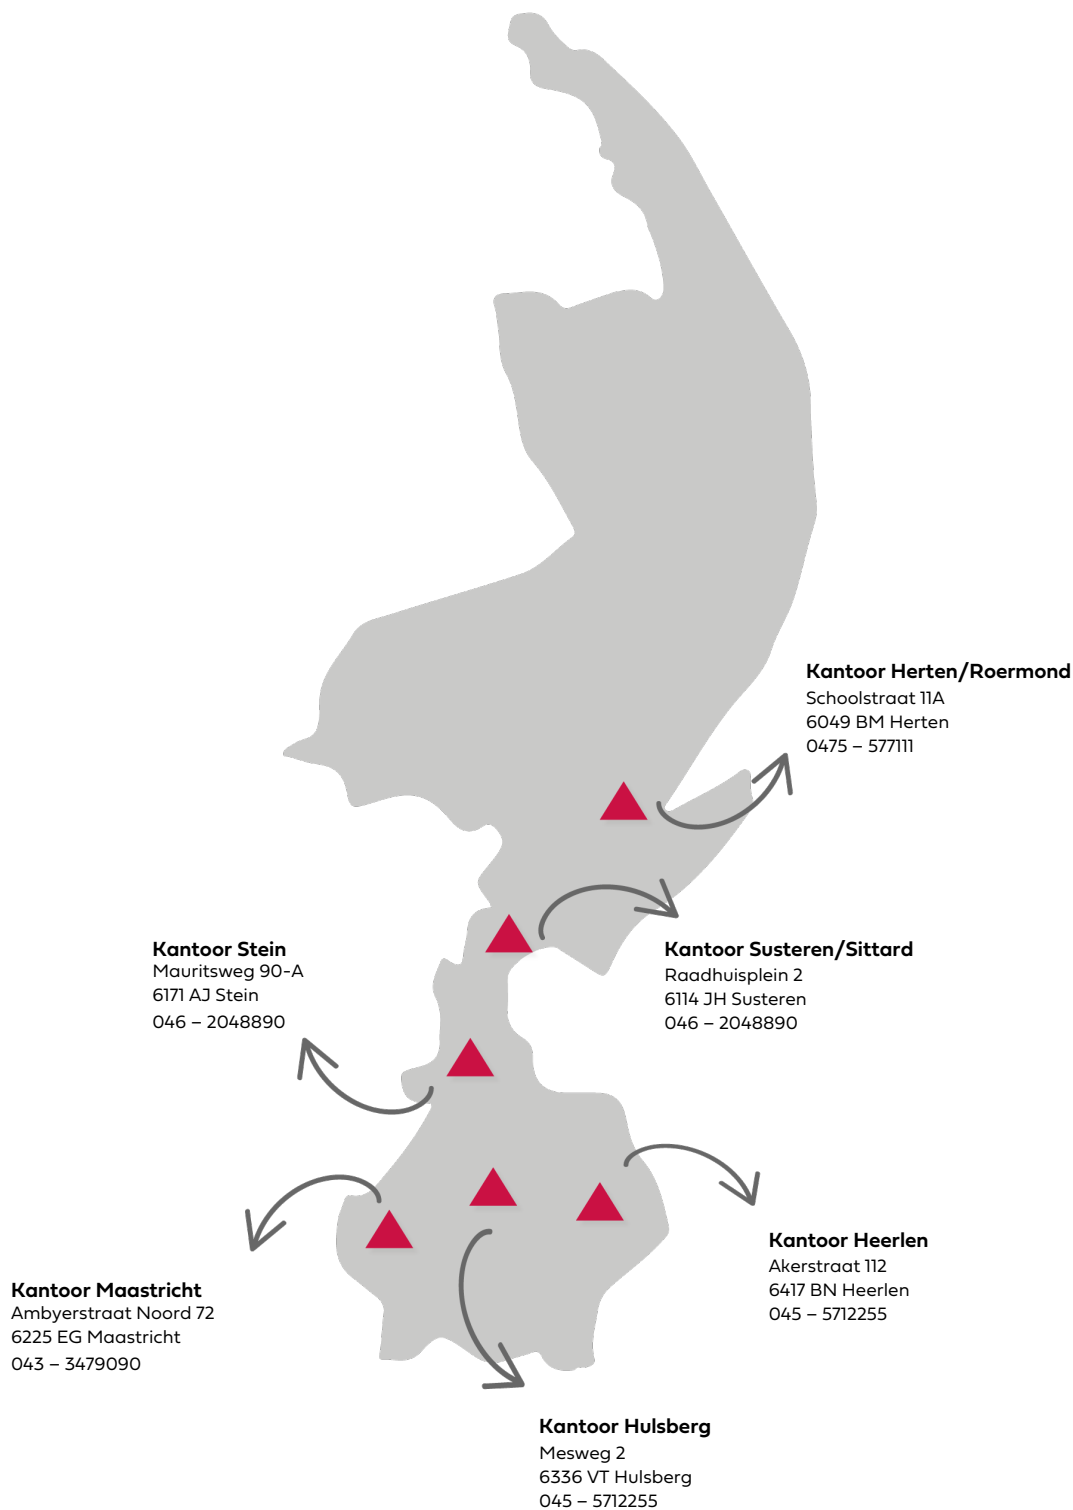 Kantoor Herten/Roermond
Schoolstraat 11A
6049 BM Herten
0475 – 577111
Kantoor Stein
Mauritsweg 90-A
6171 AJ Stein
046 – 2048890
Kantoor Susteren/Sittard
Raadhuisplein 2
6114 JH Susteren
046 – 2048890
Kantoor Heerlen
Akerstraat 112
6417 BN Heerlen
045 – 5712255
Kantoor Maastricht
Ambyerstraat Noord 72
6225 EG Maastricht
043 – 3479090
Kantoor Hulsberg
Mesweg 2
6336 VT Hulsberg
045 – 5712255